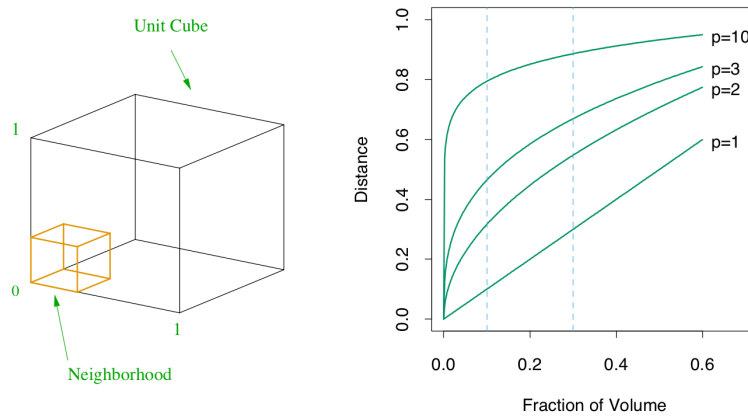 Unit Cube
1
0
1
Neighborhood
Distance
0.0
0.2
0.4
0.6
0.8
1.0
p=10
p=3
p=2
p=1
0.0
0.2
0.4
0.6
Fraction of Volume